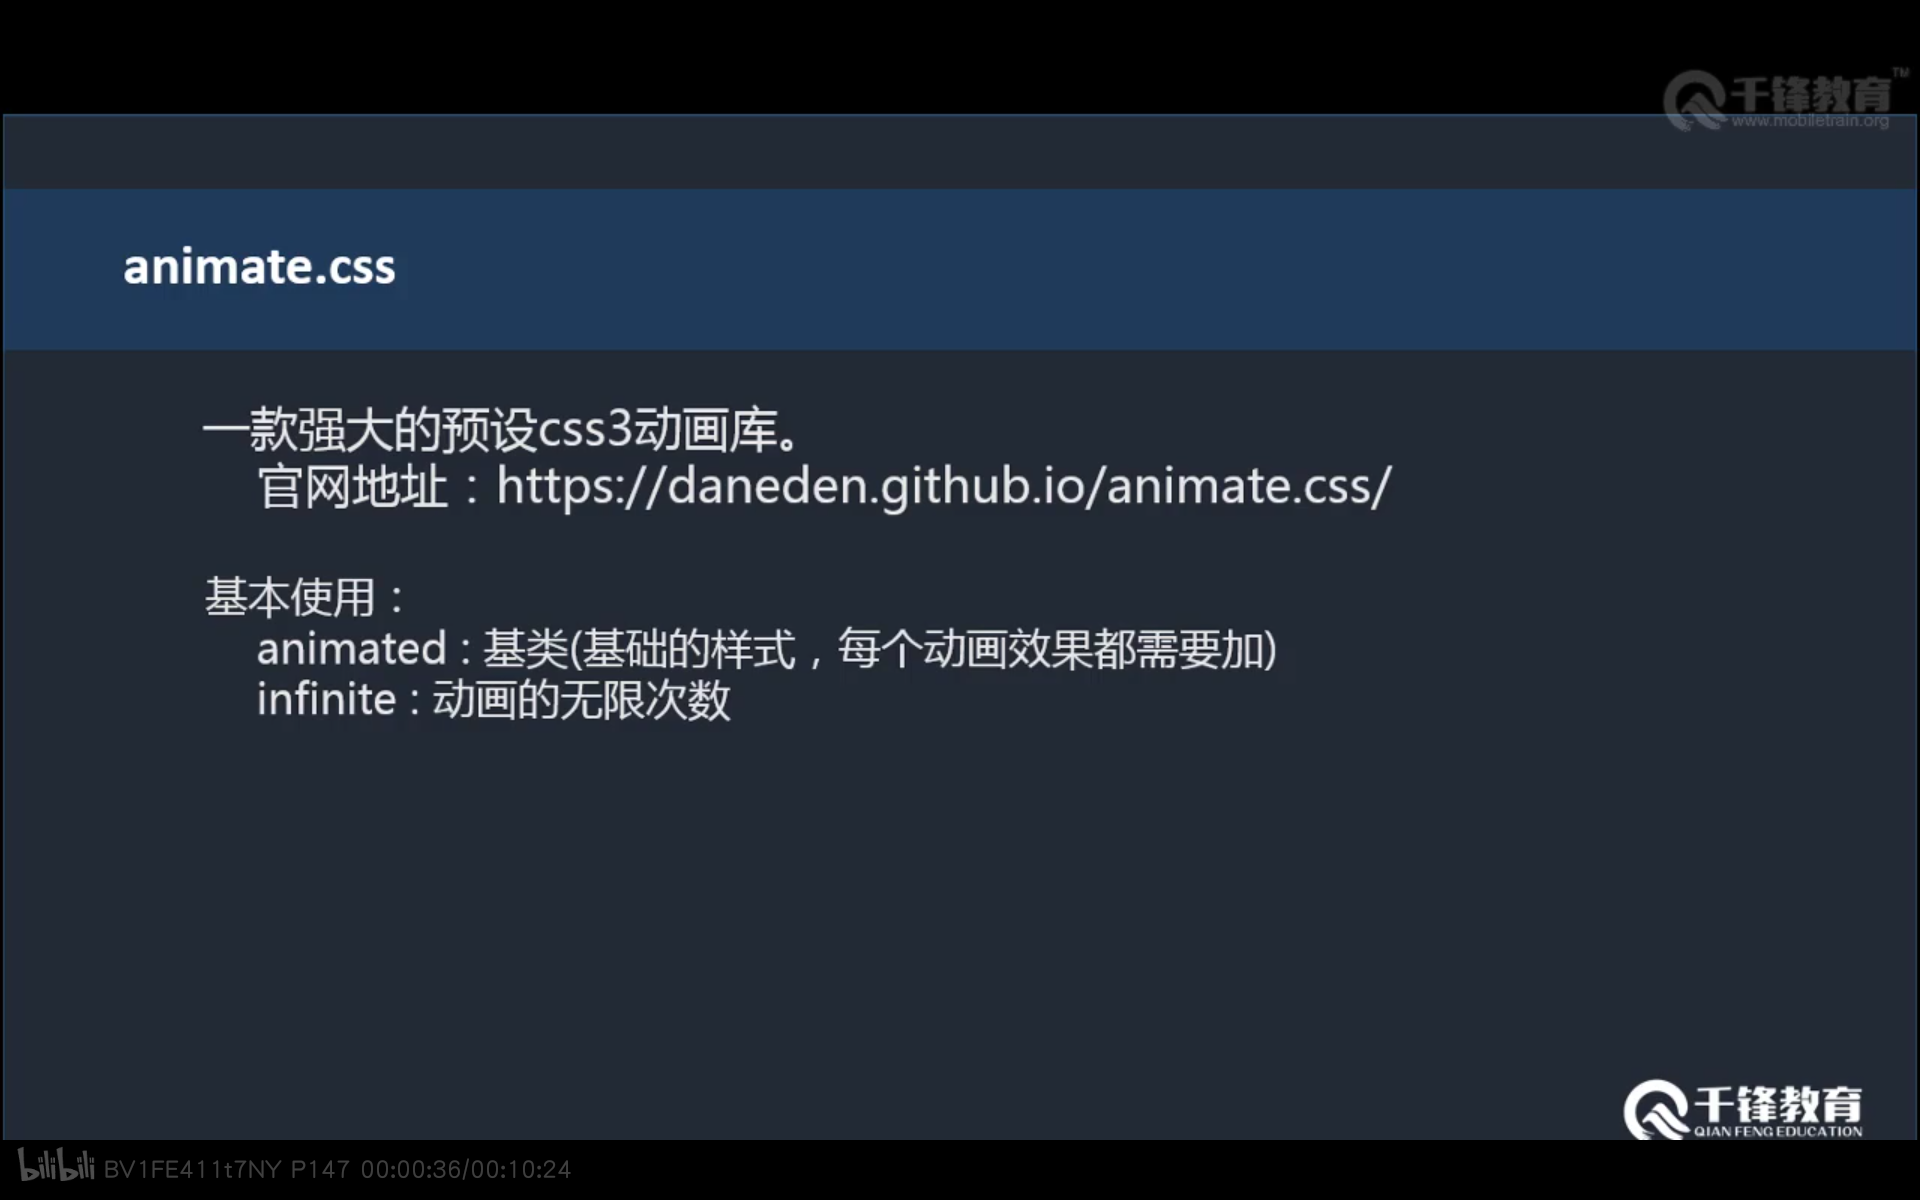 千锋教育™
www.mobiletrain.org
animate.css
一款强大的预设css3动画库。
官网地址：https://daneden.github.io/animate.css/
基本使用：
animated : 基类(基础的样式，每个动画效果都需要加)
infinite : 动画的无限次数
千锋教育
QIAN FENG EDUCATION
bilibili BV1FE411t7NY P147 00:00:36/00:10:24